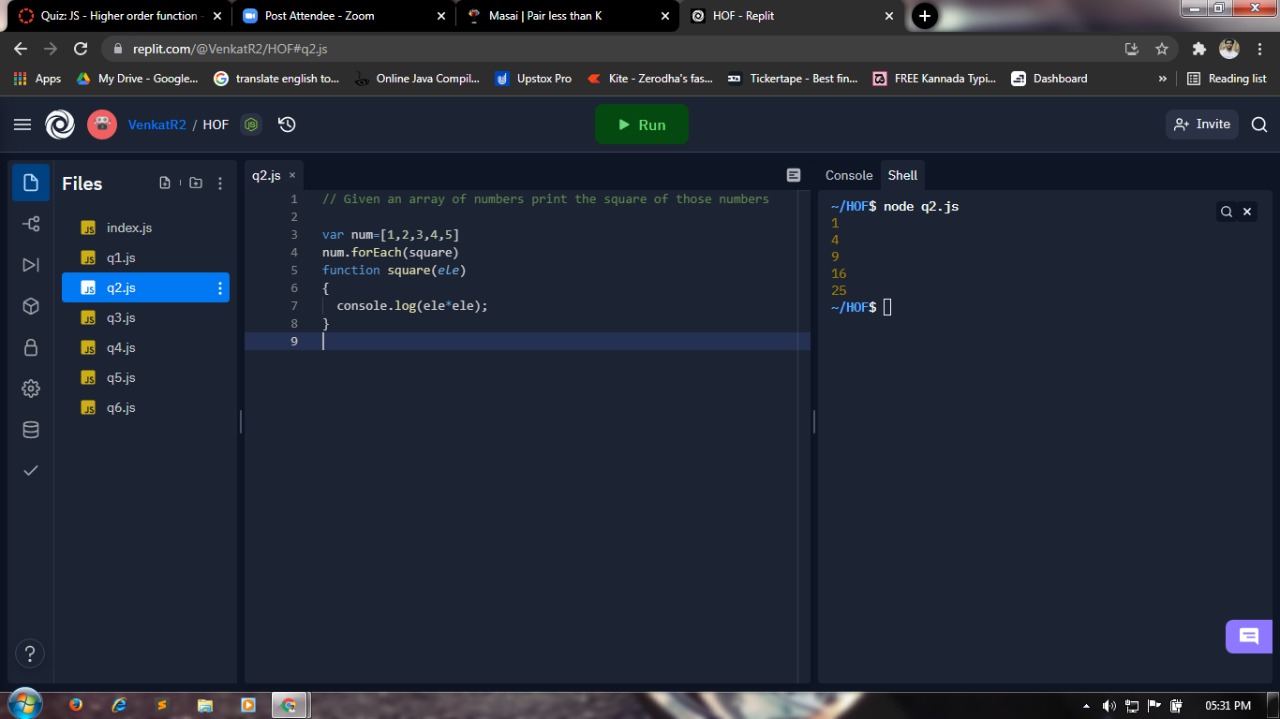 Quiz: JS - Higher order function - 
Post Attendee - Zoom
Masai | Pair less than K
HOF - Replit
replit.com/@VenkatR2/HOF#q2.js
Apps
My Drive - Google...
translate english to...
Online Java Compil...
Upstox Pro
Kite - Zerodha's fas...
Tickertape - Best fin...
FREE Kannada Typi...
Dashboard
»
Reading list
VenkatR2 / HOF
Run
Invite
Files
index.js
q1.js
q2.js
q3.js
q4.js
q5.js
q6.js
q2.js
1 // Given an array of numbers print the square of those numbers
2
3 var num=[1,2,3,4,5]
4 num.forEach(square)
5 function square(ele)
6 {
7 console.log(ele*ele);
8 }
9
Console
Shell
~/HOF$ node q2.js
1
4
9
16
25
~/HOF$
?
05:31 PM